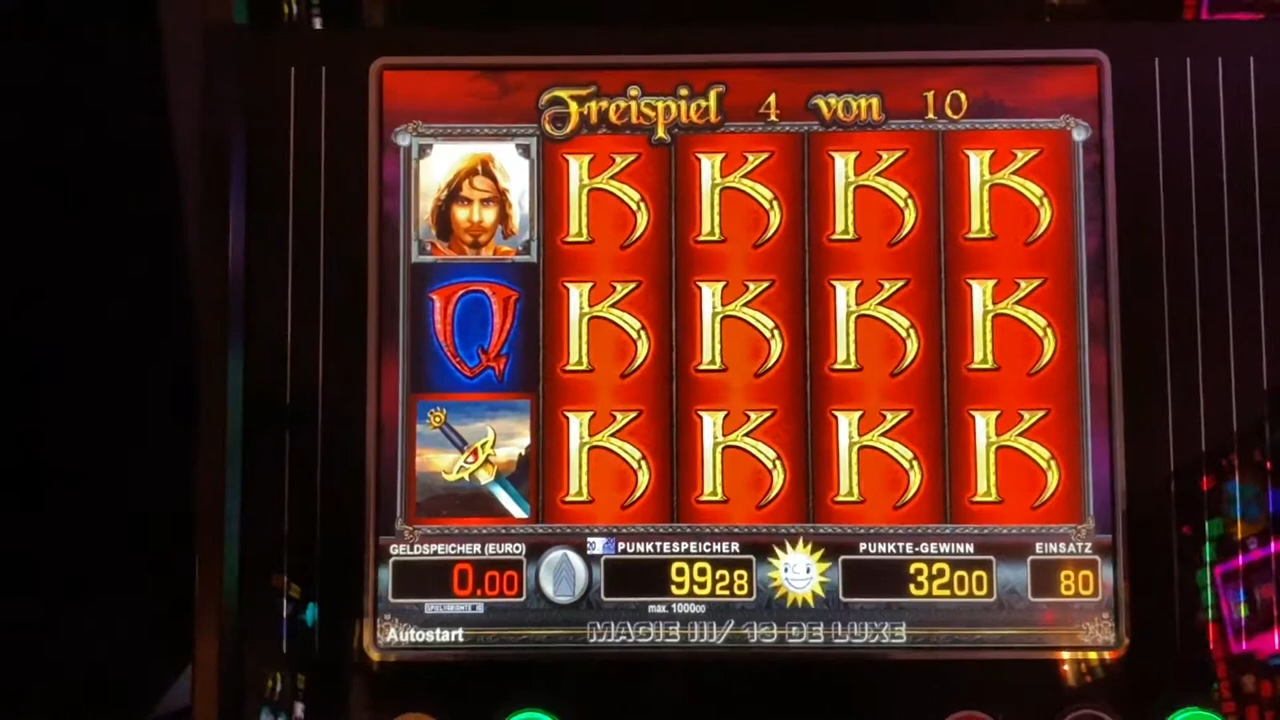 Freispiel 4 von 10
K K K K
Q K K K K
K K K K
GELDSPEICHER (EURO) PUNKTESPEICHER PUNKTE-GEWINN EINSATZ
0.00 9928 3200 80
max. 100000
Autostart MAGIE III/ 13 DE LUXE